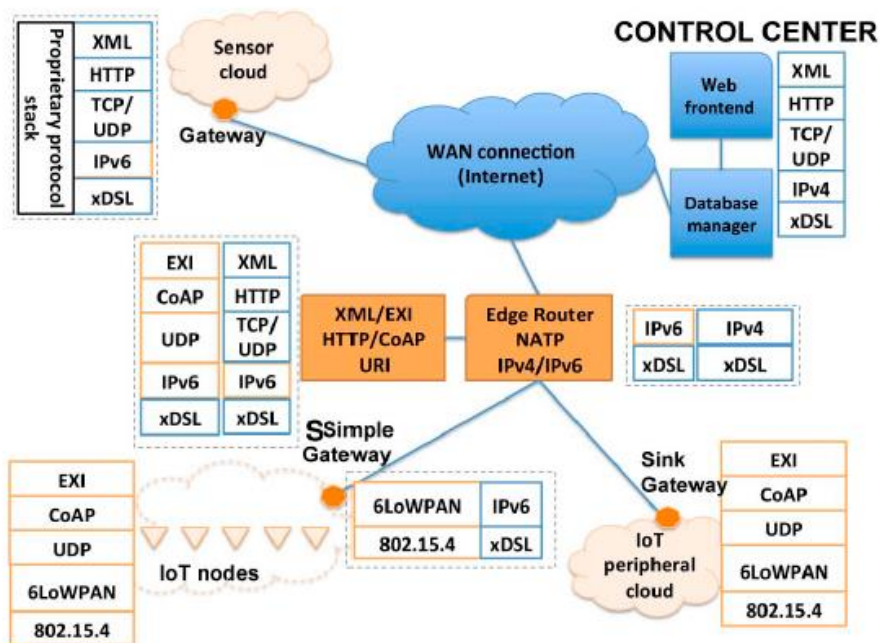 Proprietary protocol
stack
XML
HTTP
TCP/
UDP
IPv6
xDSL
Sensor
cloud
Gateway
WAN connection
(Internet)
CONTROL CENTER
Web
frontend
Database
manager
XML
HTTP
TCP/
UDP
IPv4
xDSL
EXI
CoAP
UDP
IPv6
xDSL
XML
HTTP
TCP/
UDP
IPv6
xDSL
XML/EXI
HTTP/CoAP
URI
Edge Router
NATP
IPv4/IPv6
IPv6 IPv4
xDSL xDSL
SSimple
Gateway
EXI
CoAP
UDP
6LoWPAN
802.15.4
IoT nodes
6LoWPAN IPv6
802.15.4 xDSL
Sink
Gateway
IoT
peripheral
cloud
EXI
CoAP
UDP
6LoWPAN
802.15.4